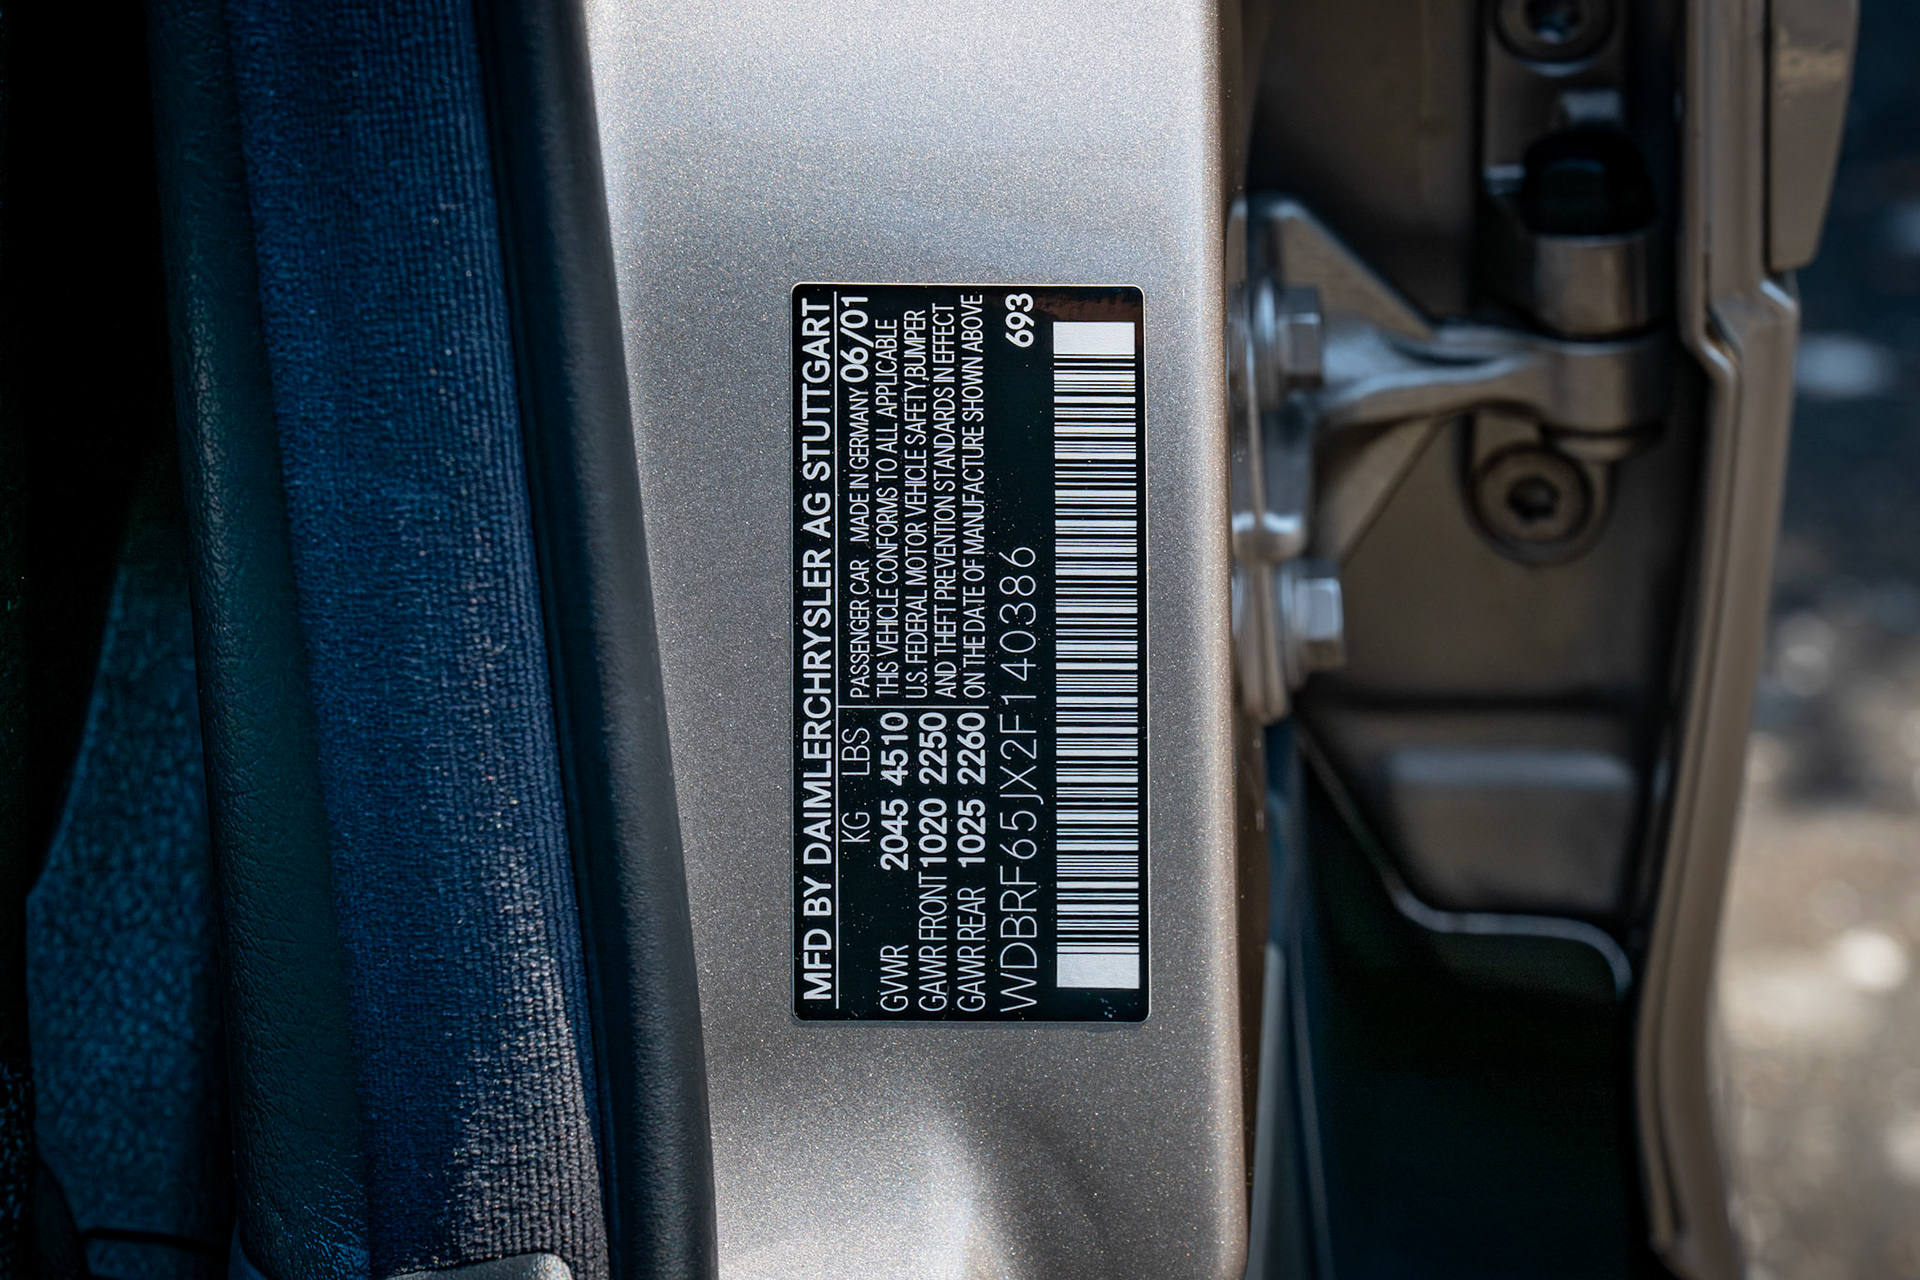 MFD BY DAIMLERCHRYSLER AG STUTTGART
KG LBS
GVWR 2045 4510
GAWR FRONT 1020 2250
GAWR REAR 1025 2260
PASSENGER CAR MADE IN GERMANY 06/01
THIS VEHICLE CONFORMS TO ALL APPLICABLE
U.S. FEDERAL MOTOR VEHICLE SAFETY,BUMPER
AND THEFT PREVENTION STANDARDS IN EFFECT
ON THE DATE OF MANUFACTURE SHOWN ABOVE
WDBRF65JX2F140386 693